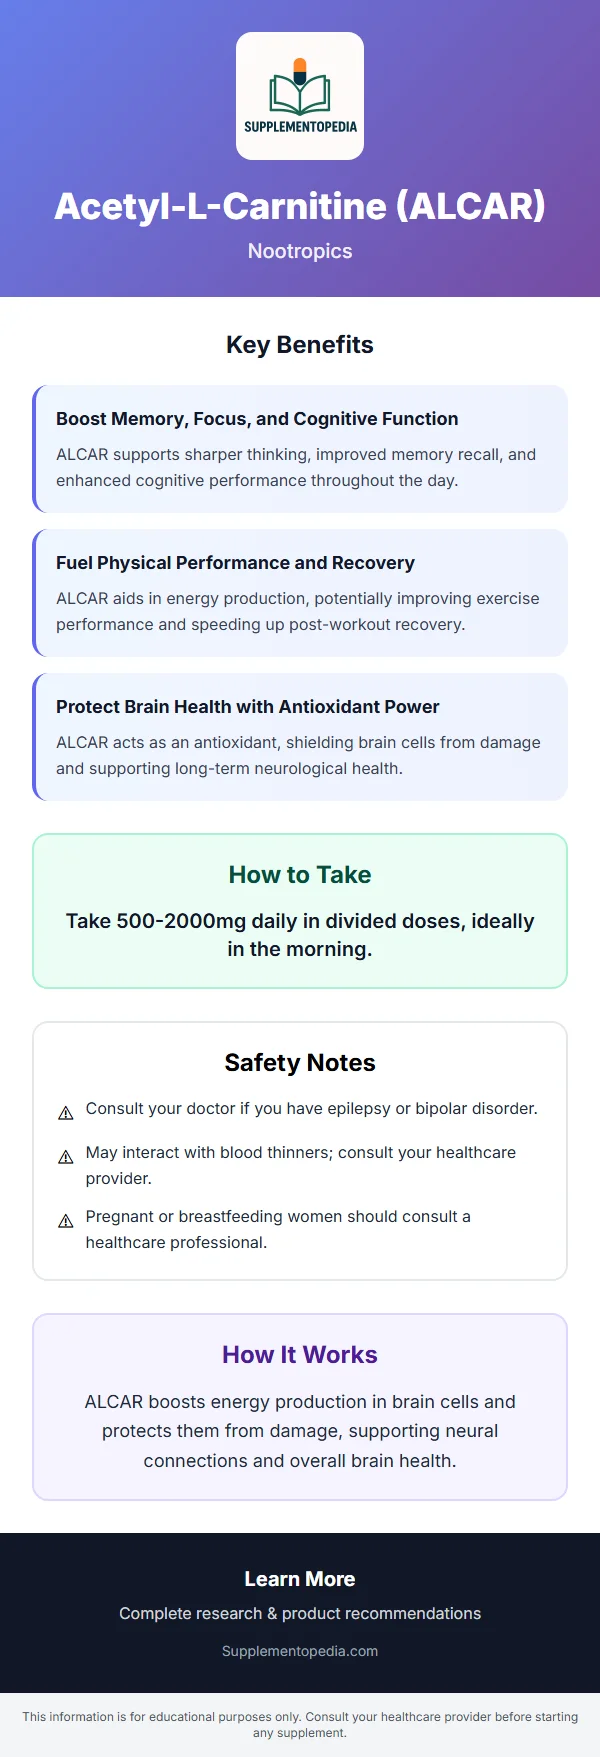 SUPPLEMENTOPEDIA
Acetyl-L-Carnitine (ALCAR)
Nootropics
Key Benefits
Boost Memory, Focus, and Cognitive Function
ALCAR supports sharper thinking, improved memory recall, and
enhanced cognitive performance throughout the day.
Fuel Physical Performance and Recovery
ALCAR aids in energy production, potentially improving exercise
performance and speeding up post-workout recovery.
Protect Brain Health with Antioxidant Power
ALCAR acts as an antioxidant, shielding brain cells from damage
and supporting long-term neurological health.
How to Take
Take 500-2000mg daily in divided doses, ideally
in the morning.
Safety Notes
⚠ Consult your doctor if you have epilepsy or bipolar disorder.
⚠ May interact with blood thinners; consult your healthcare
provider.
⚠ Pregnant or breastfeeding women should consult a
healthcare professional.
How It Works
ALCAR boosts energy production in brain cells and
protects them from damage, supporting neural
connections and overall brain health.
Learn More
Complete research & product recommendations
Supplementopedia.com
This information is for educational purposes only. Consult your healthcare provider before starting
any supplement.